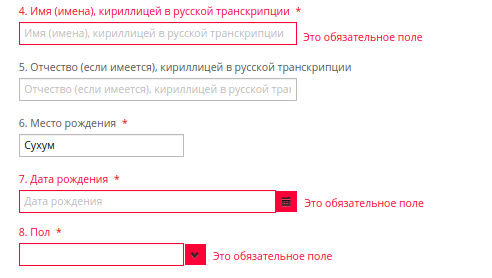 4. Имя (имена), кириллицей в русской транскрипции *
Имя (имена), кириллицей в русской транскрипции
Это обязательное поле
5. Отчество (если имеется), кириллицей в русской транскрипции
Отчество (если имеется), кириллицей в русской тран
6. Место рождения *
Сухум
7. Дата рождения *
Дата рождения
Это обязательное поле
8. Пол *
Это обязательное поле